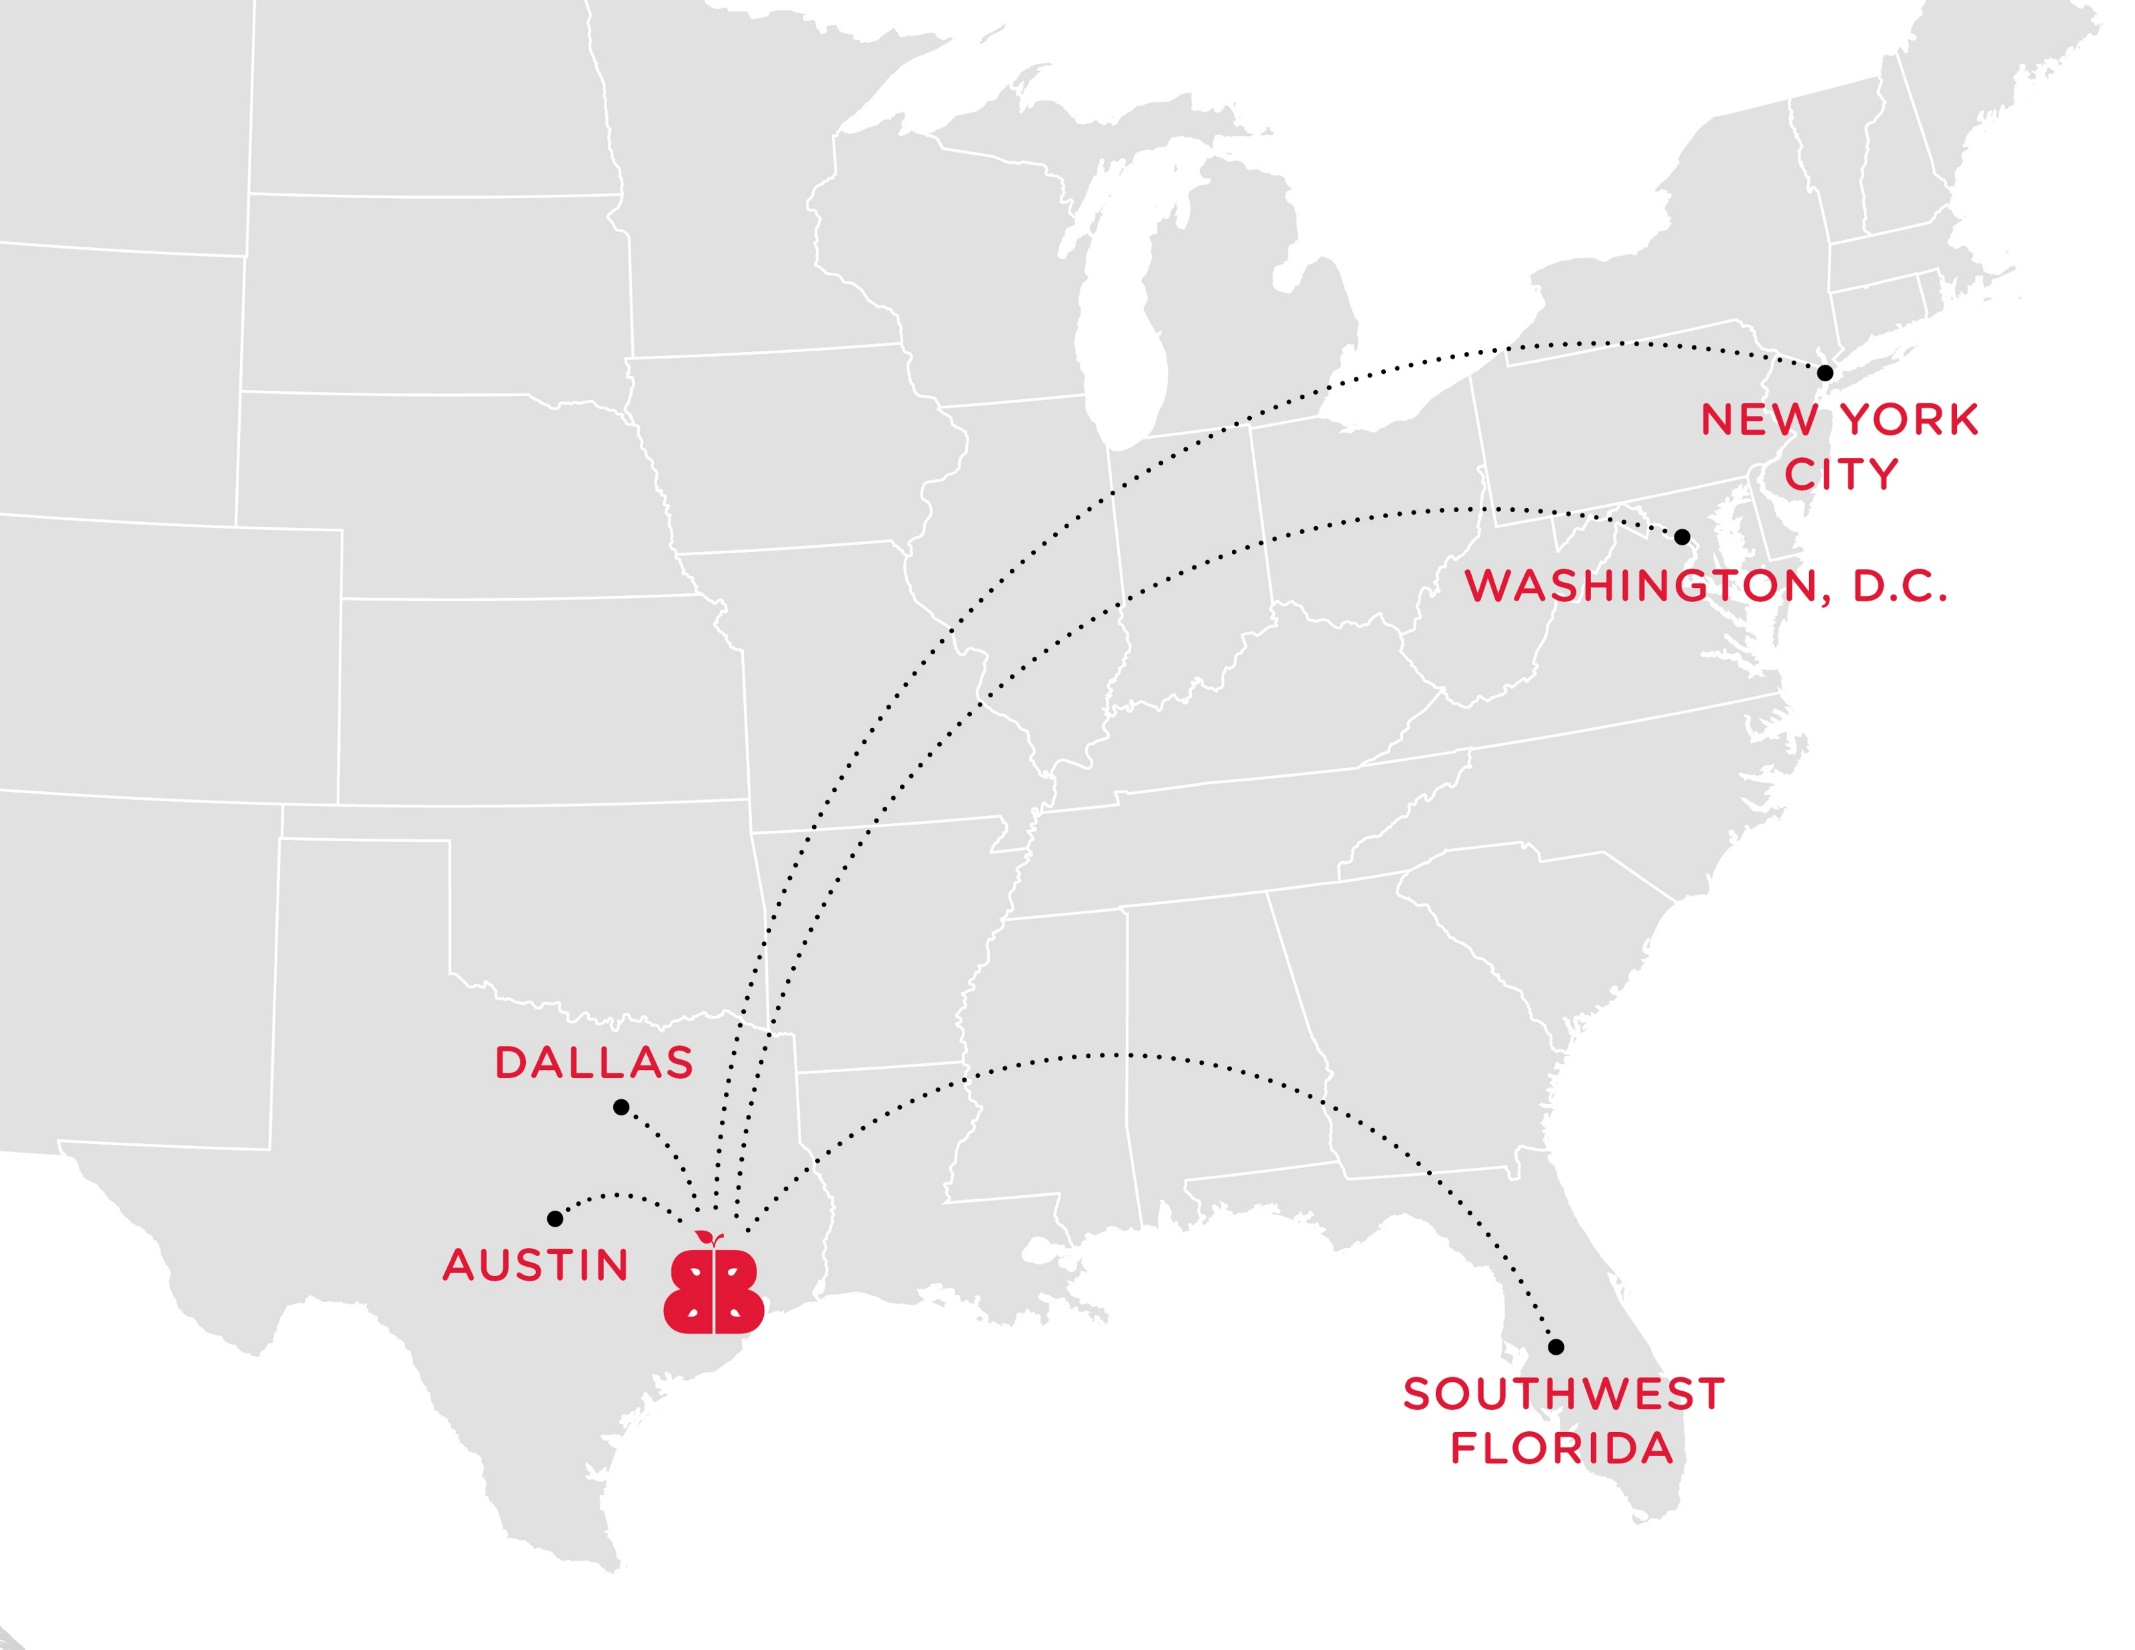 NEW YORK
CITY
WASHINGTON, D.C.
DALLAS
AUSTIN
SOUTHWEST
FLORIDA